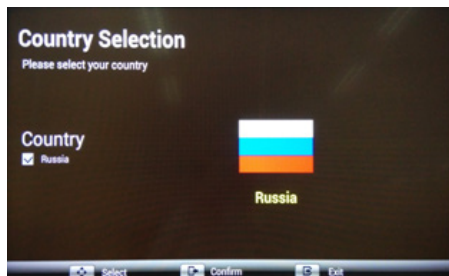 Country Selection
Please select your country
Country
Russia
Russia
Select Confirm Exit